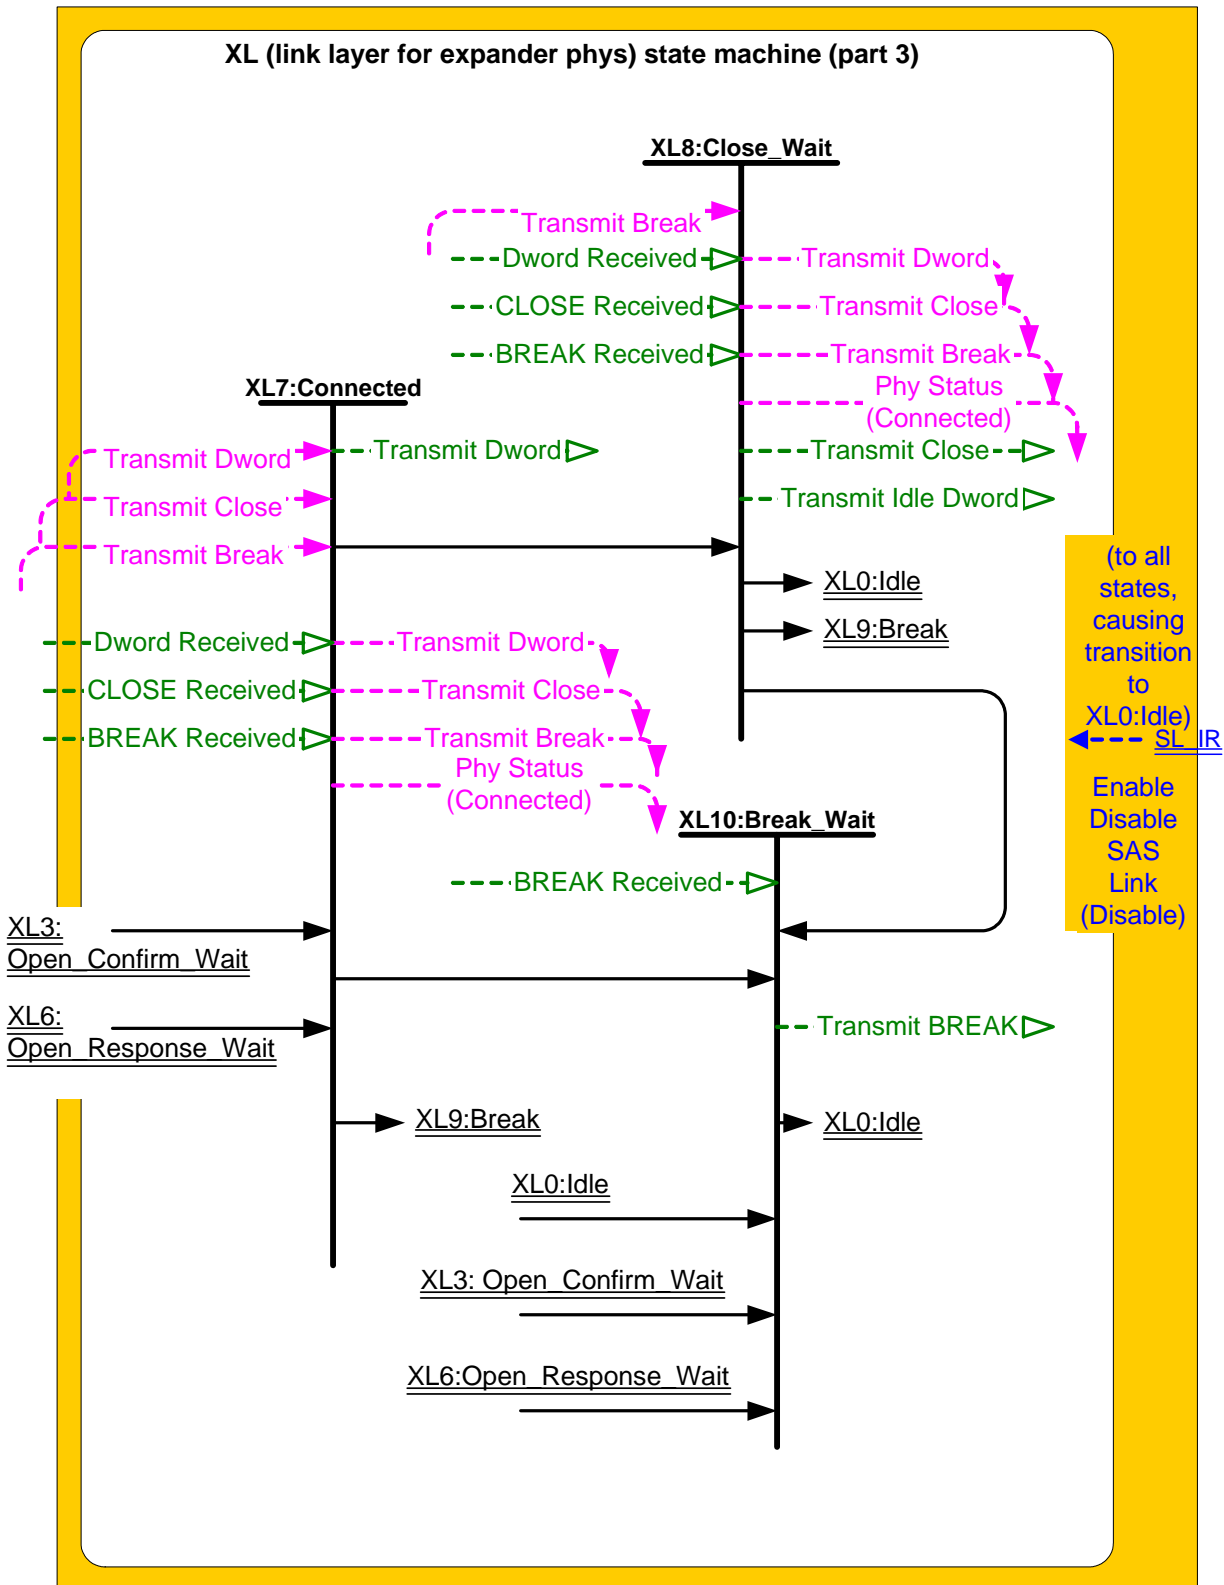 XL (link layer for expander phys) state machine (part 3)
XL8:Close_Wait
Transmit Break
Dword Received
Transmit Dword
CLOSE Received
Transmit Close
BREAK Received
Transmit Break
Phy Status
(Connected)
Transmit Close
Transmit Idle Dword
XL0:Idle
XL9:Break
XL7:Connected
Transmit Dword
Transmit Dword
Transmit Close
Transmit Break
Dword Received
Transmit Dword
CLOSE Received
Transmit Close
BREAK Received
Transmit Break
Phy Status
(Connected)
XL3:
Open_Confirm_Wait
XL6:
Open_Response_Wait
XL9:Break
XL10:Break_Wait
BREAK Received
Transmit BREAK
XL0:Idle
XL0:Idle
XL3: Open_Confirm_Wait
XL6:Open_Response_Wait
(to all
states,
causing
transition
to
XL0:Idle)
SL_IR
Enable
Disable
SAS
Link
(Disable)